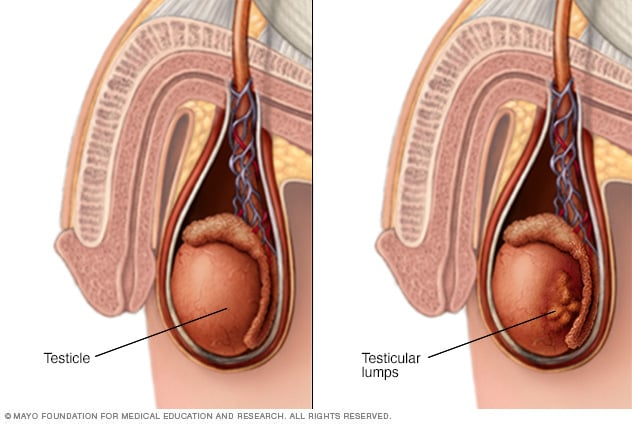 Testicle
Testicular
lumps
© MAYO FOUNDATION FOR MEDICAL EDUCATION AND RESEARCH. ALL RIGHTS RESERVED.